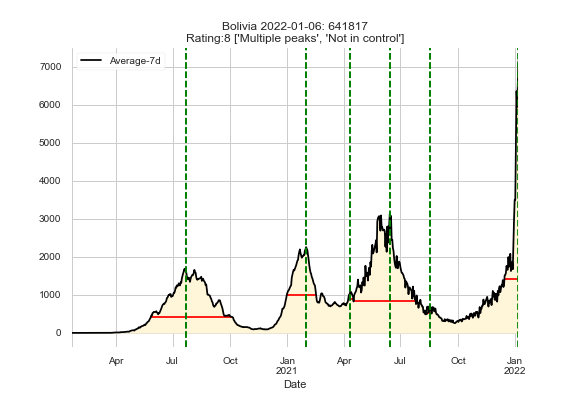 Bolivia 2022-01-06: 641817
Rating:8 ['Multiple peaks', 'Not in control']
Average-7d
7000
6000
5000
4000
3000
2000
1000
0
Apr Jul Oct Jan Apr Jul Oct Jan
2021 2022
Date